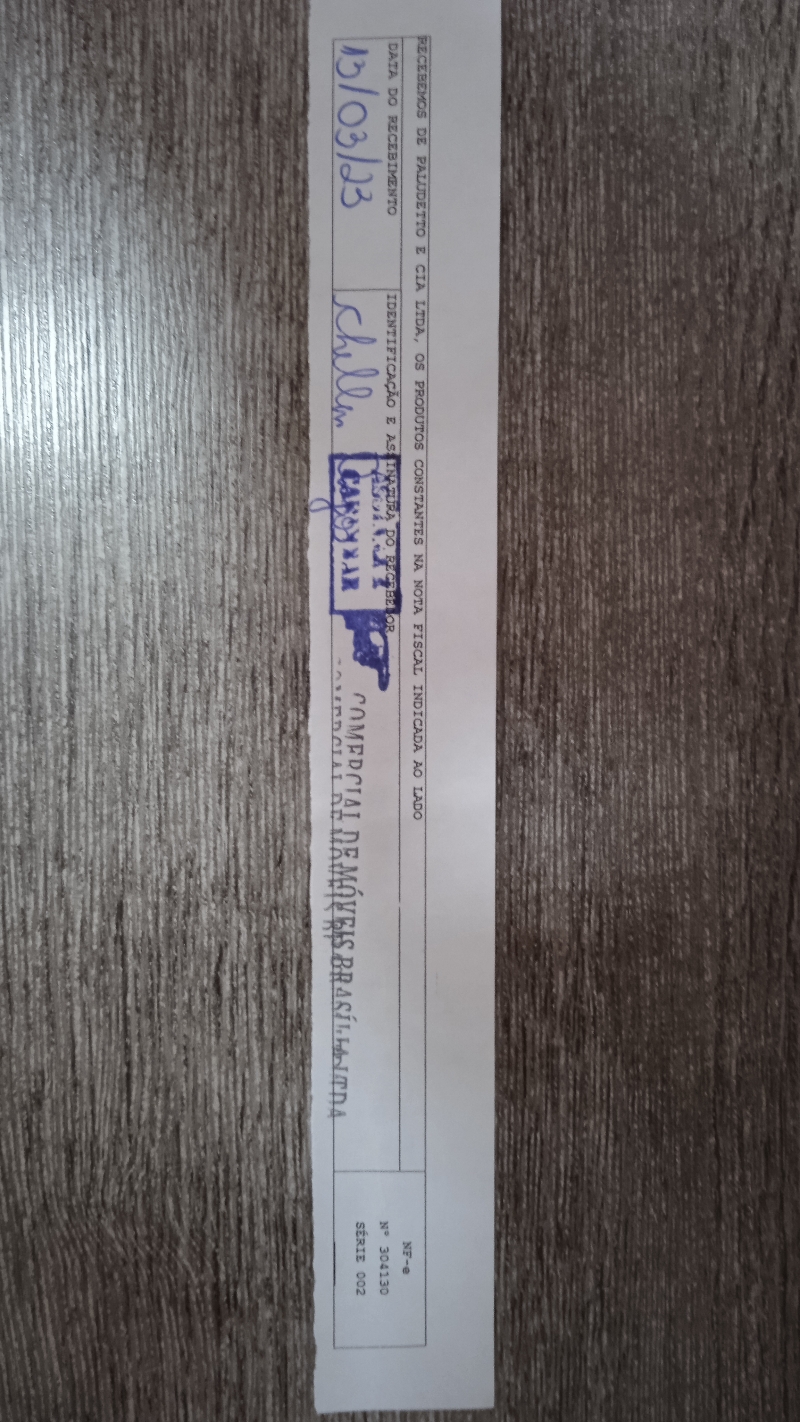 RECEBEMOS DE PALUDETTO E CIA LTDA, OS PRODUTOS CONSTANTES NA NOTA FISCAL INDICADA AO LADO
DATA DO RECEBIMENTO
13/03/23
IDENTIFICAÇÃO E ASSINATURA DO RECEBEDOR
COMERCIAL DE MÓVEIS BRASÍLIA LTDA
NF-e
Nº 304130
SÉRIE 002